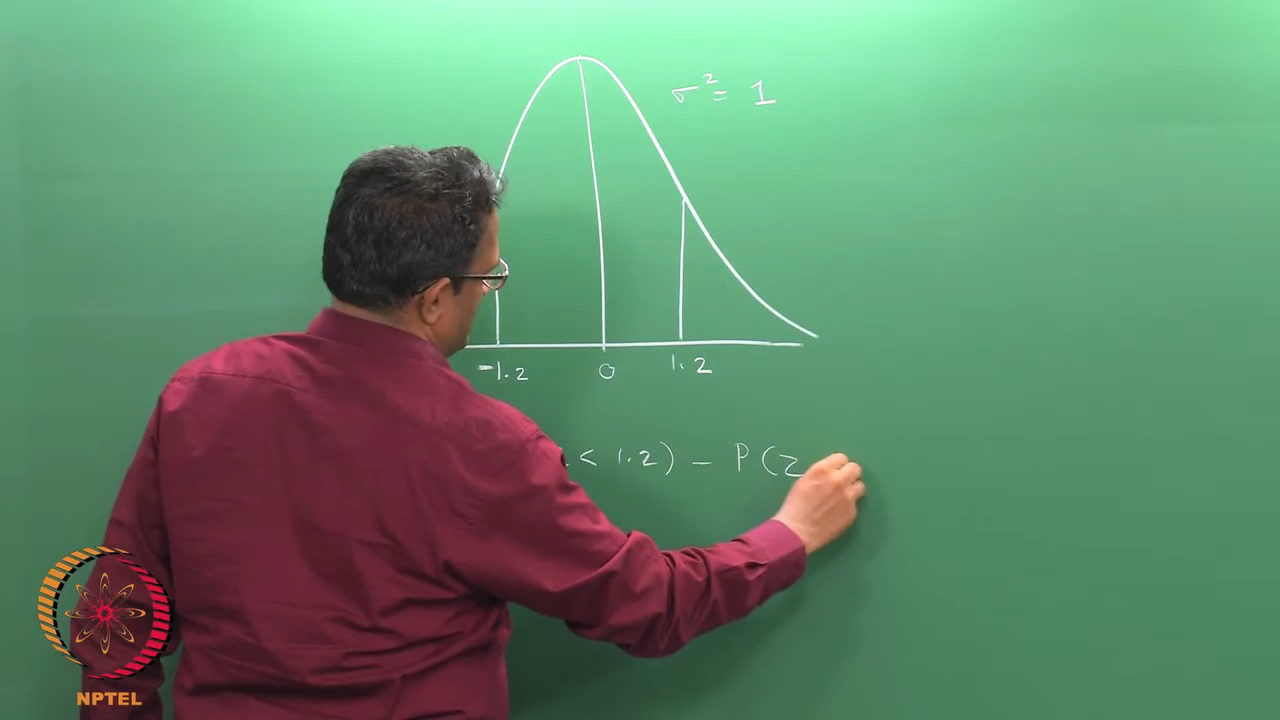 σ² = 1
-1.2 0 1.2
< 1.2) - P(Z
NPTEL